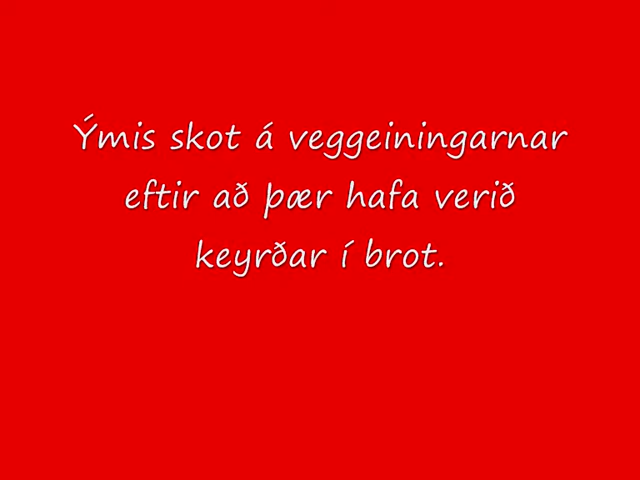 Ýmis skot á veggeiningarnar
eftir að þær hafa verið
keyrðar í brot.